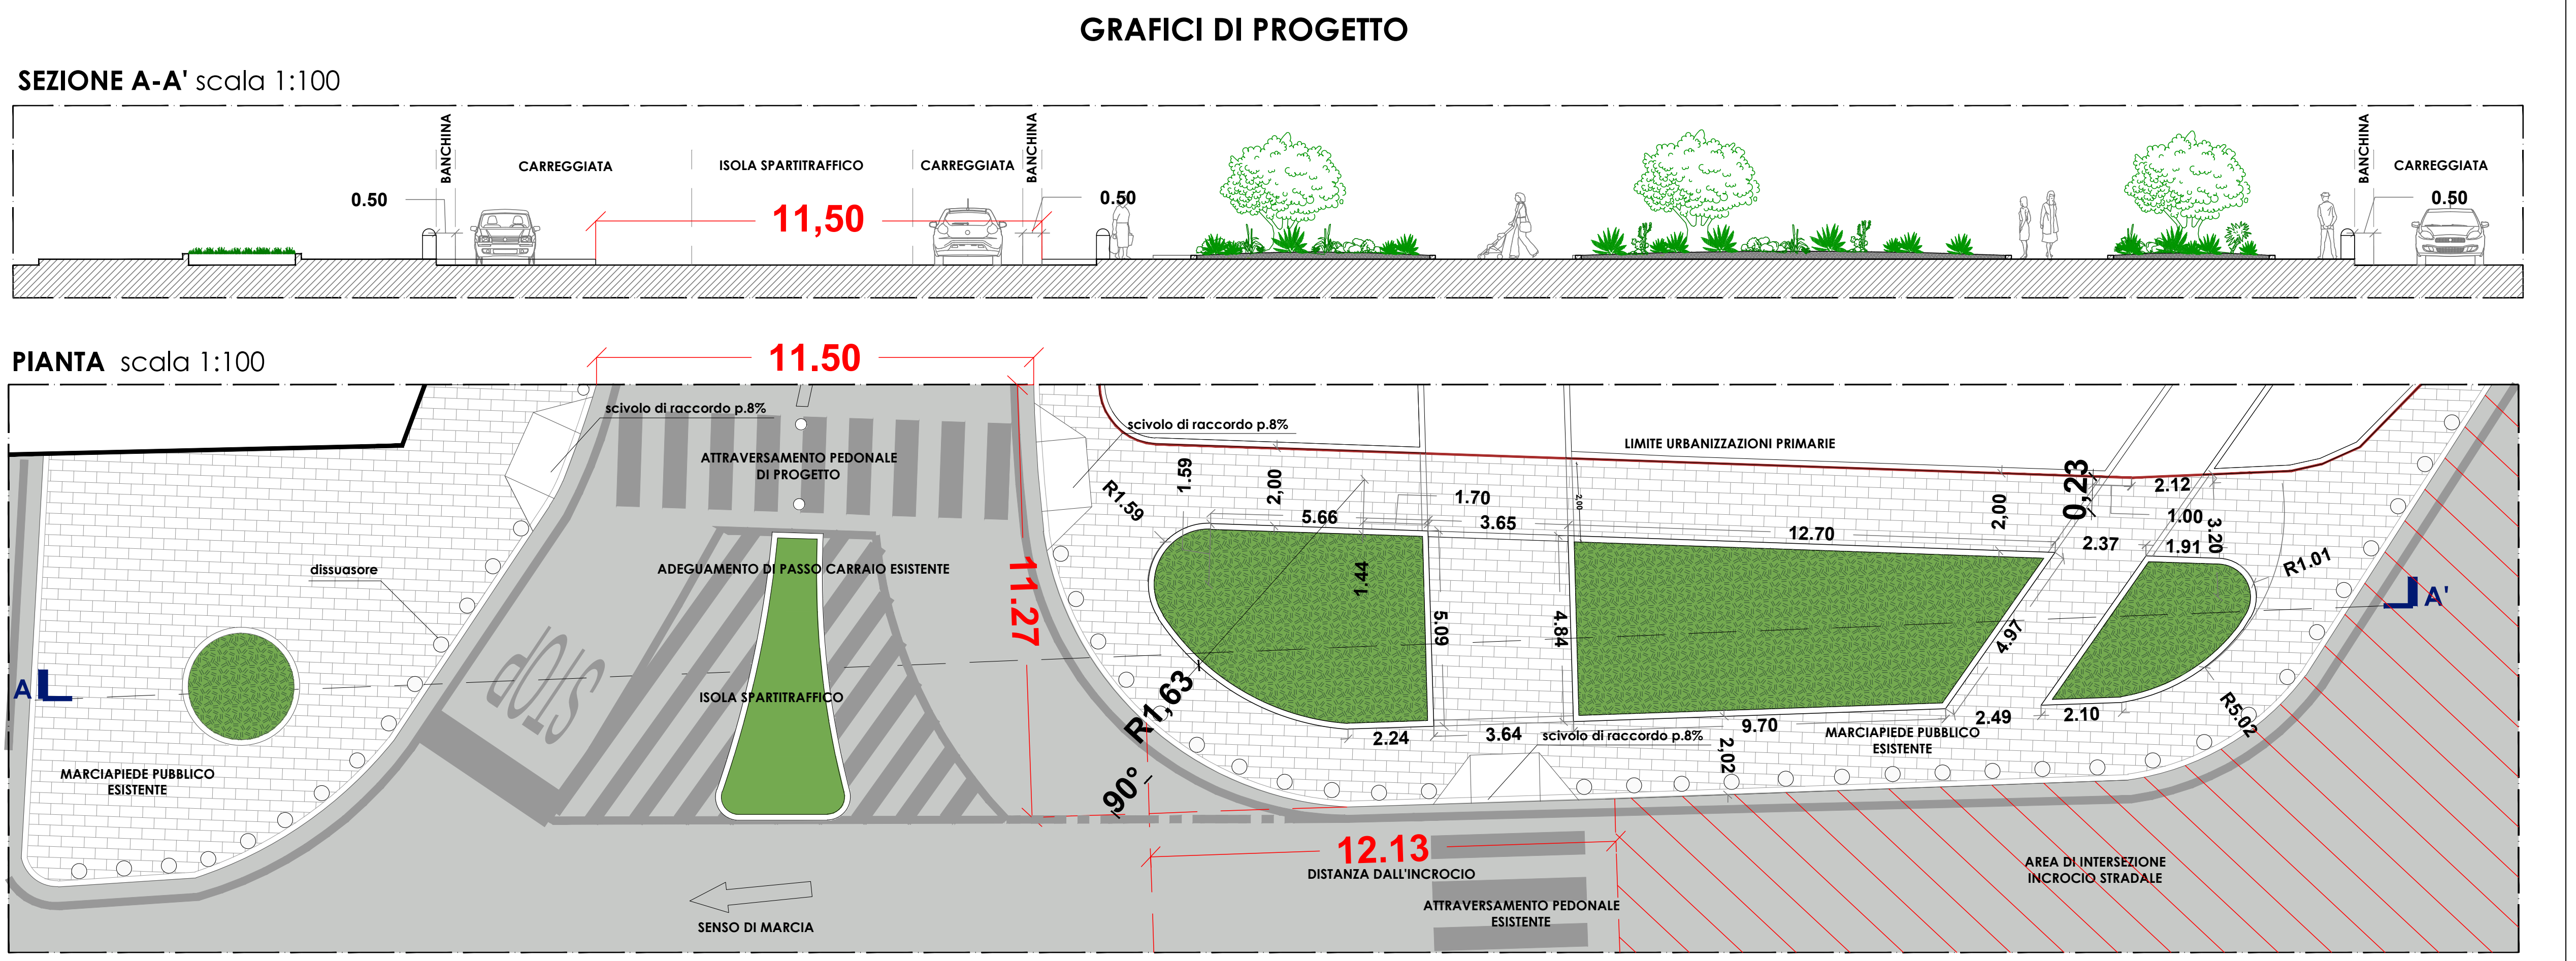 GRAFICI DI PROGETTO
SEZIONE A-A' scala 1:100
BANCHINA
CARREGGIATA
ISOLA SPARTITRAFFICO
CARREGGIATA
BANCHINA
BANCHINA
CARREGGIATA
0.50
11,50
0.50
0.50
PIANTA scala 1:100
11.50
scivolo di raccordo p.8%
scivolo di raccordo p.8%
LIMITE URBANIZZAZIONI PRIMARIE
ATTRAVERSAMENTO PEDONALE
DI PROGETTO
1.59
2,00
R1.59
5.66
1.70
3.65
2,00
12.70
2,00
0,23
2.12
1.00
3.20
2.37
1.91
R1.01
dissuasore
ADEGUAMENTO DI PASSO CARRAIO ESISTENTE
11.27
1.44
5.09
4.84
4.97
A'
A
STOP
ISOLA SPARTITRAFFICO
R1,63
2.24
3.64
scivolo di raccordo p.8%
9.70
2,02
MARCIAPIEDE PUBBLICO
ESISTENTE
2.49
2.10
R5.02
MARCIAPIEDE PUBBLICO
ESISTENTE
90°
12.13
DISTANZA DALL'INCROCIO
AREA DI INTERSEZIONE
INCROCIO STRADALE
ATTRAVERSAMENTO PEDONALE
ESISTENTE
SENSO DI MARCIA